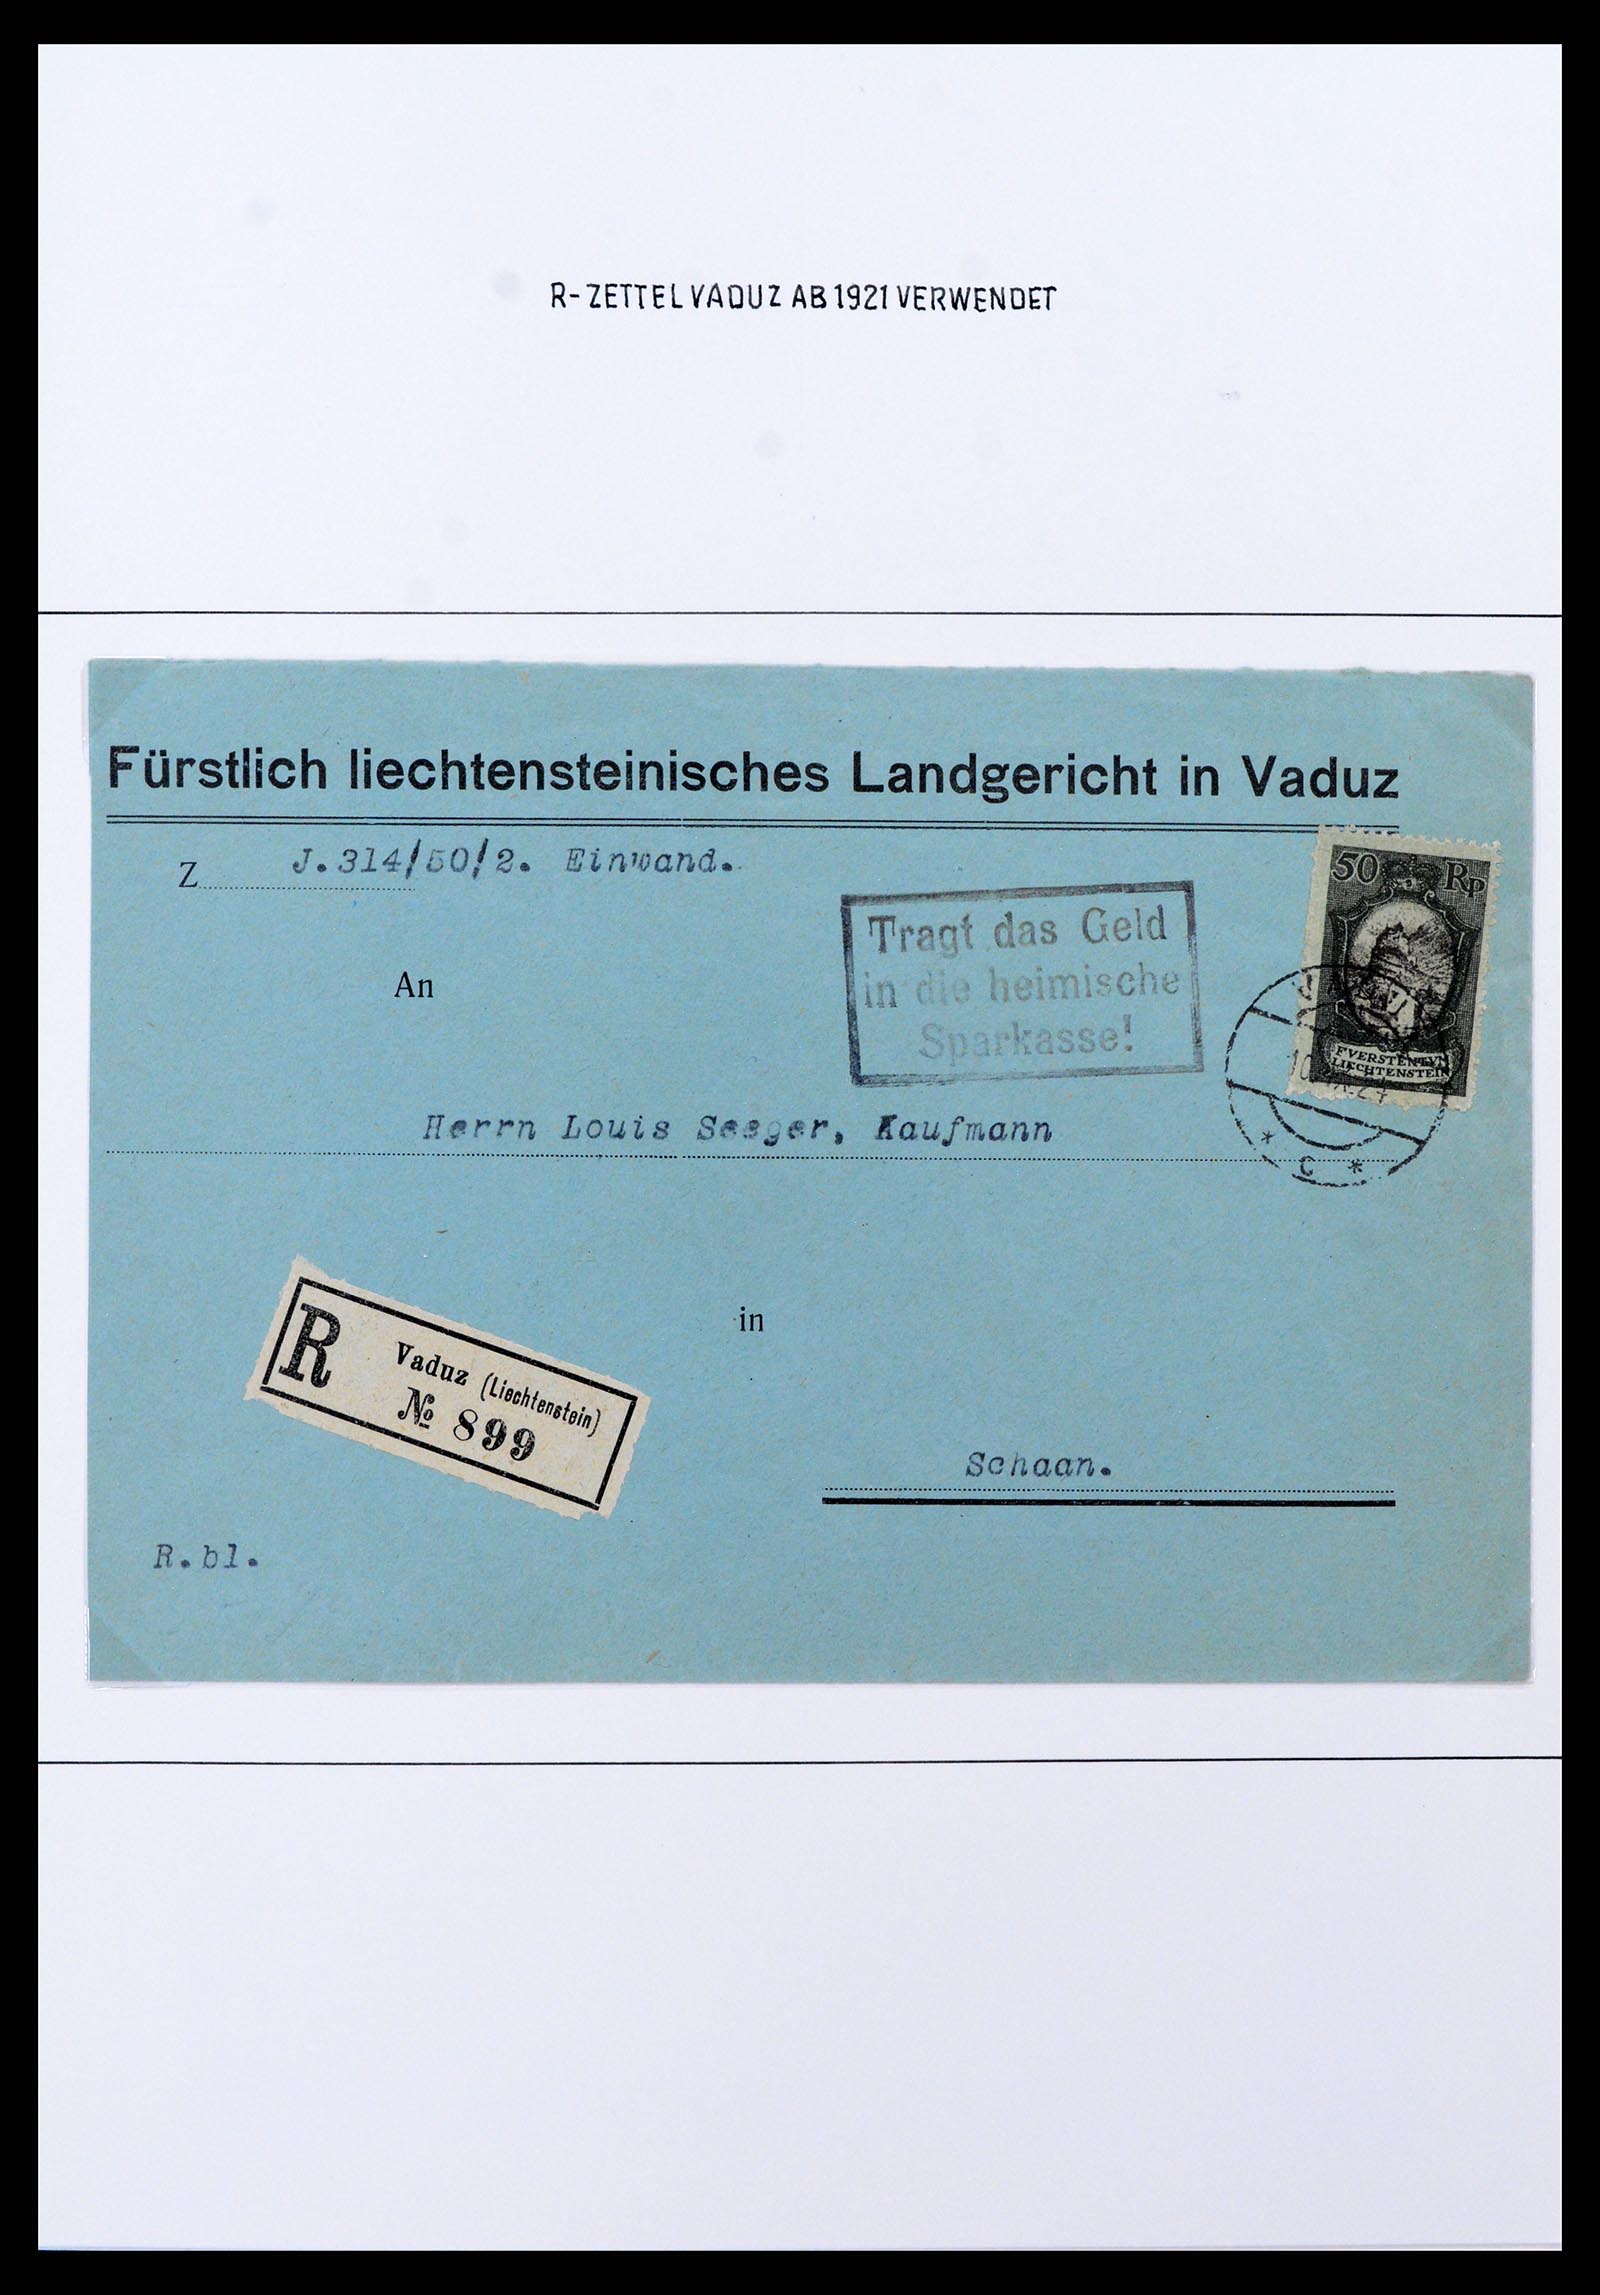 R-ZETTEL VADUZ AB 1921 VERWENDET
Fürstlich liechtensteinisches Landgericht in Vaduz
Z J.314/50/2. Einwand.
50 Rp
Tragt das Geld
in die heimische
Sparkasse!
An
FVERSTENTVM
LIECHTENSTEIN
Herrn Louis Seeger, Kaufmann
* C *
in
R Vaduz (Liechtenstein)
№ 899
Schaan.
R.bl.